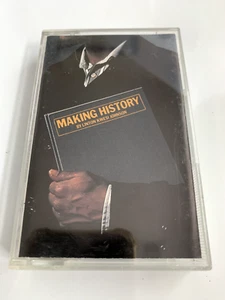 MAKING HISTORY
BY LINTON KWESI JOHNSON